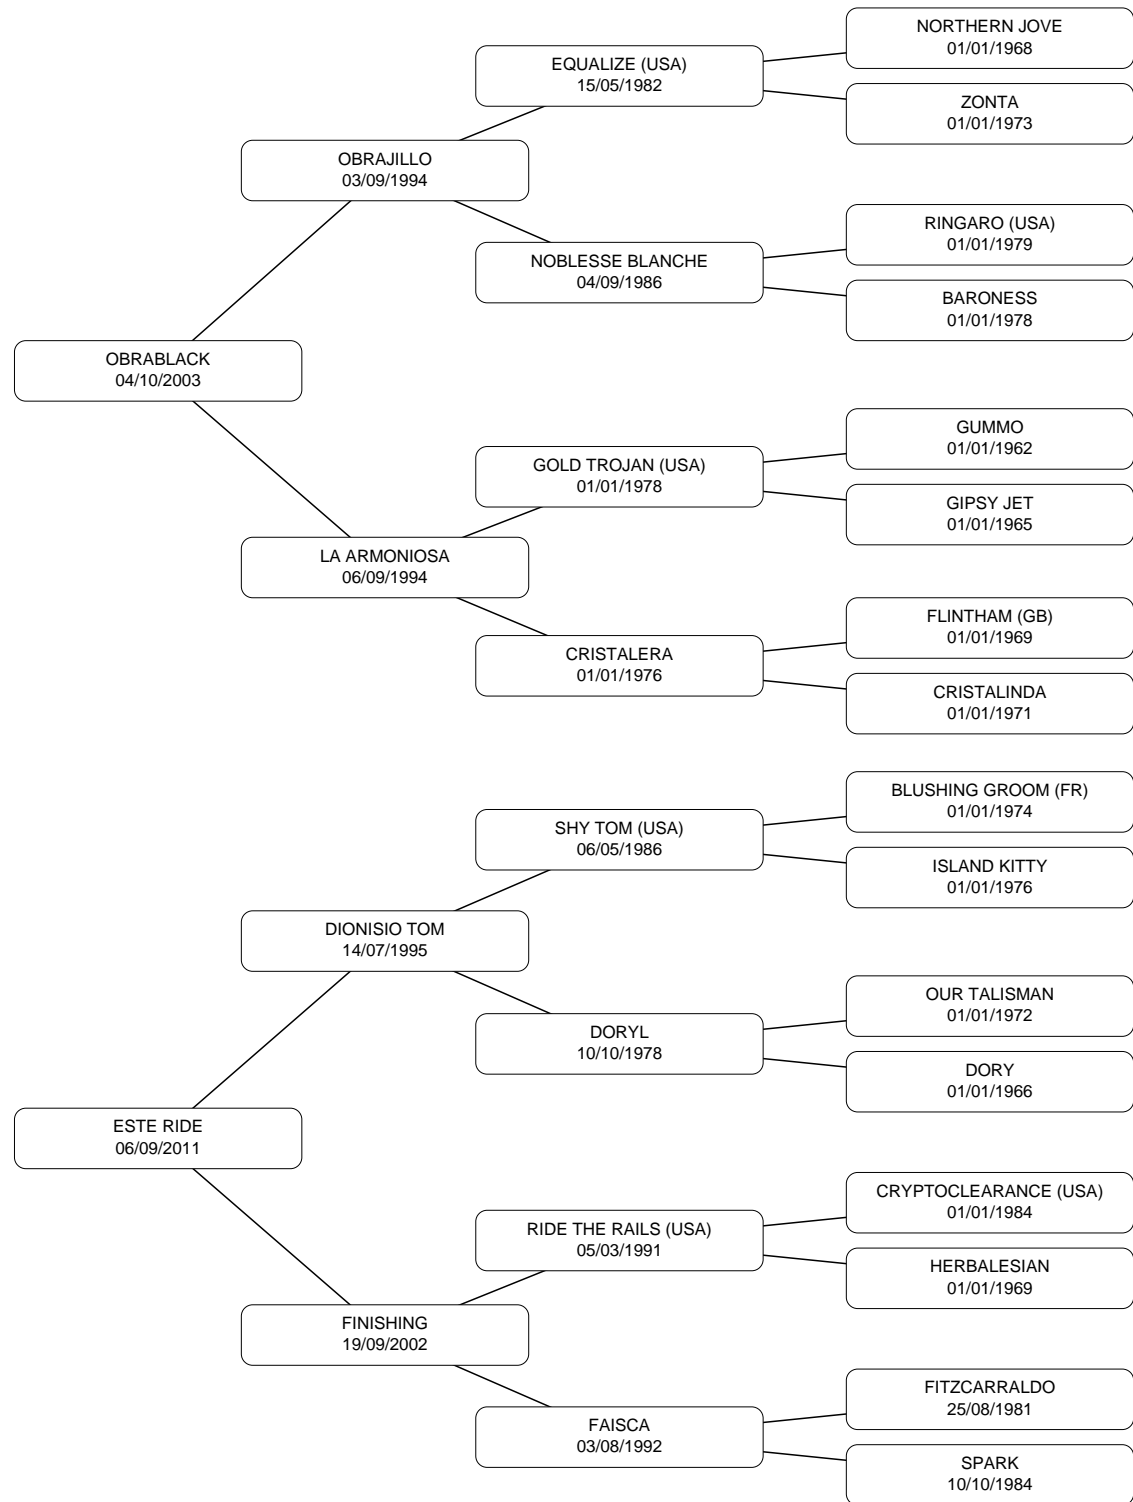 NORTHERN JOVE
01/01/1968
EQUALIZE (USA)
15/05/1982
ZONTA
01/01/1973
OBRAJILLO
03/09/1994
RINGARO (USA)
01/01/1979
NOBLESSE BLANCHE
04/09/1986
BARONESS
01/01/1978
OBRABLACK
04/10/2003
GUMMO
01/01/1962
GOLD TROJAN (USA)
01/01/1978
GIPSY JET
01/01/1965
LA ARMONIOSA
06/09/1994
FLINTHAM (GB)
01/01/1969
CRISTALERA
01/01/1976
CRISTALINDA
01/01/1971
BLUSHING GROOM (FR)
01/01/1974
SHY TOM (USA)
06/05/1986
ISLAND KITTY
01/01/1976
DIONISIO TOM
14/07/1995
OUR TALISMAN
01/01/1972
DORYL
10/10/1978
DORY
01/01/1966
ESTE RIDE
06/09/2011
CRYPTOCLEARANCE (USA)
01/01/1984
RIDE THE RAILS (USA)
05/03/1991
HERBALESIAN
01/01/1969
FINISHING
19/09/2002
FITZCARRALDO
25/08/1981
FAISCA
03/08/1992
SPARK
10/10/1984